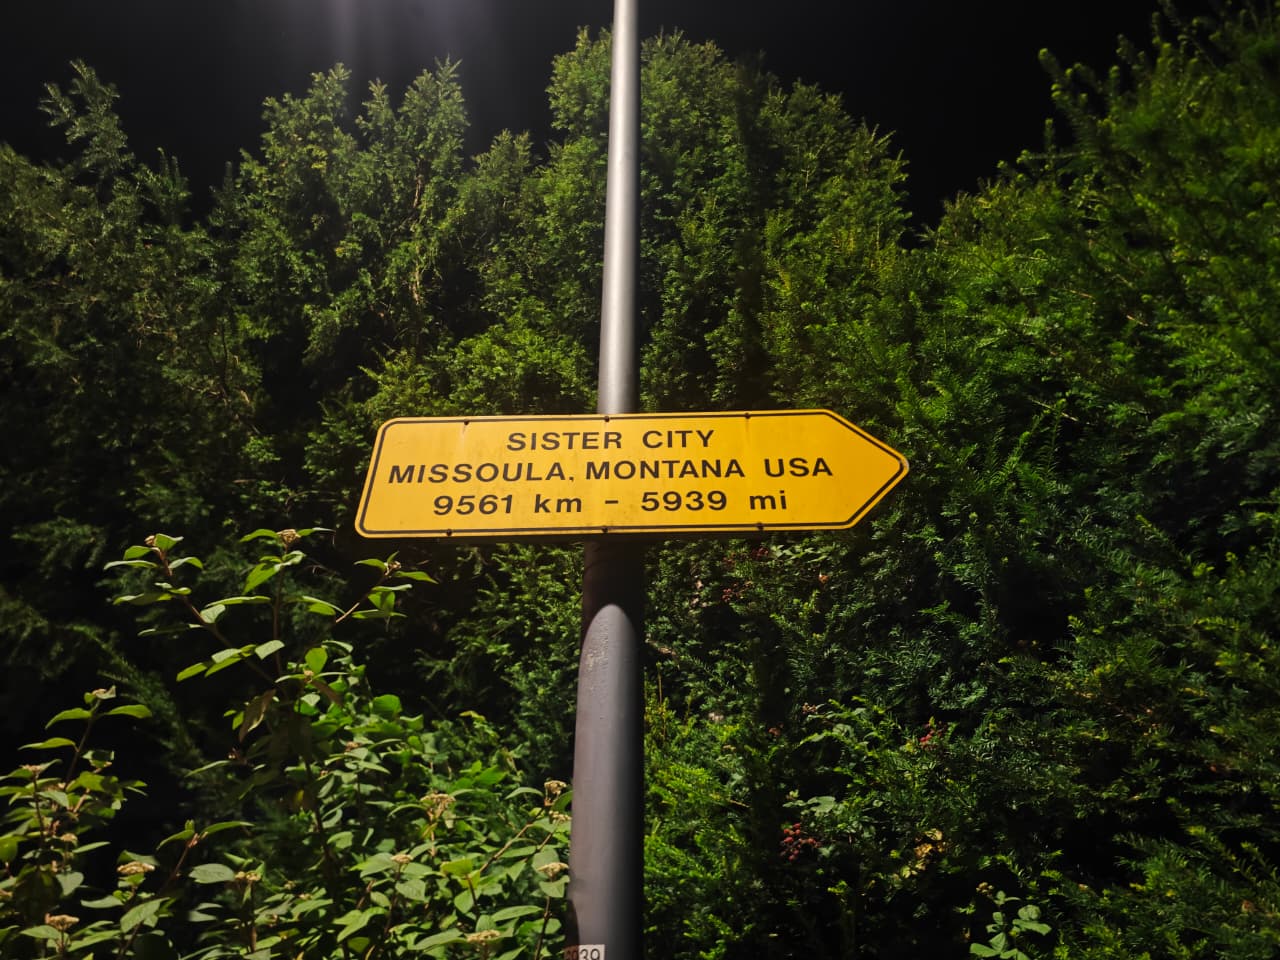 SISTER CITY
MISSOULA, MONTANA USA
9561 km - 5939 mi